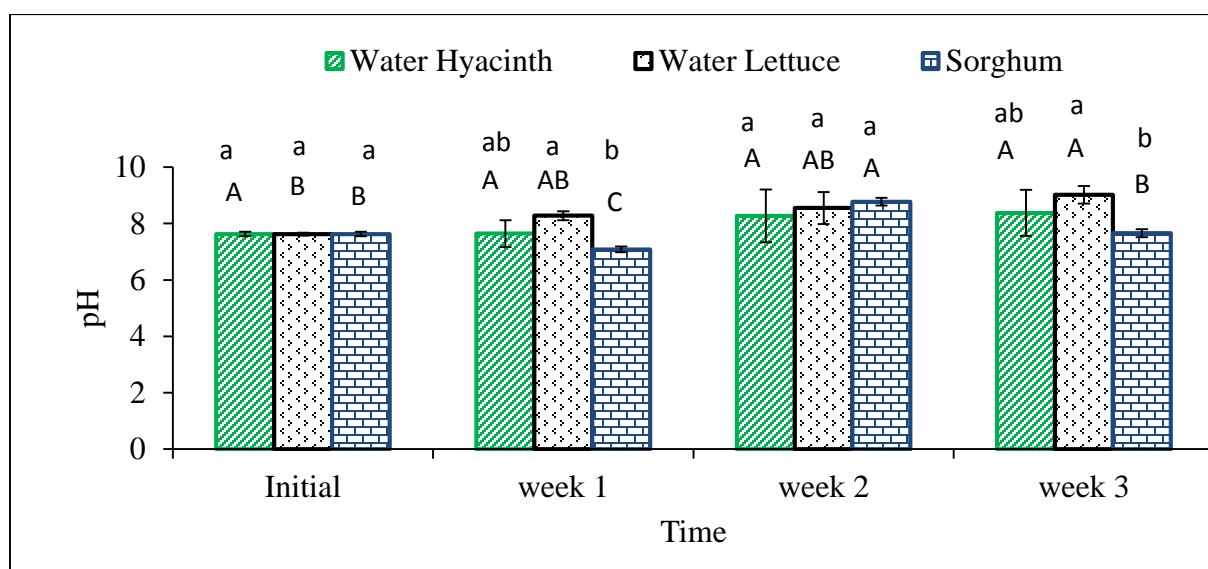 Water Hyacinth Water Lettuce Sorghum
a a a ab a b a a a ab a b
A B B A AB C A AB A A A B
10
8
6
4
2
0
pH
Initial week 1 week 2 week 3
Time